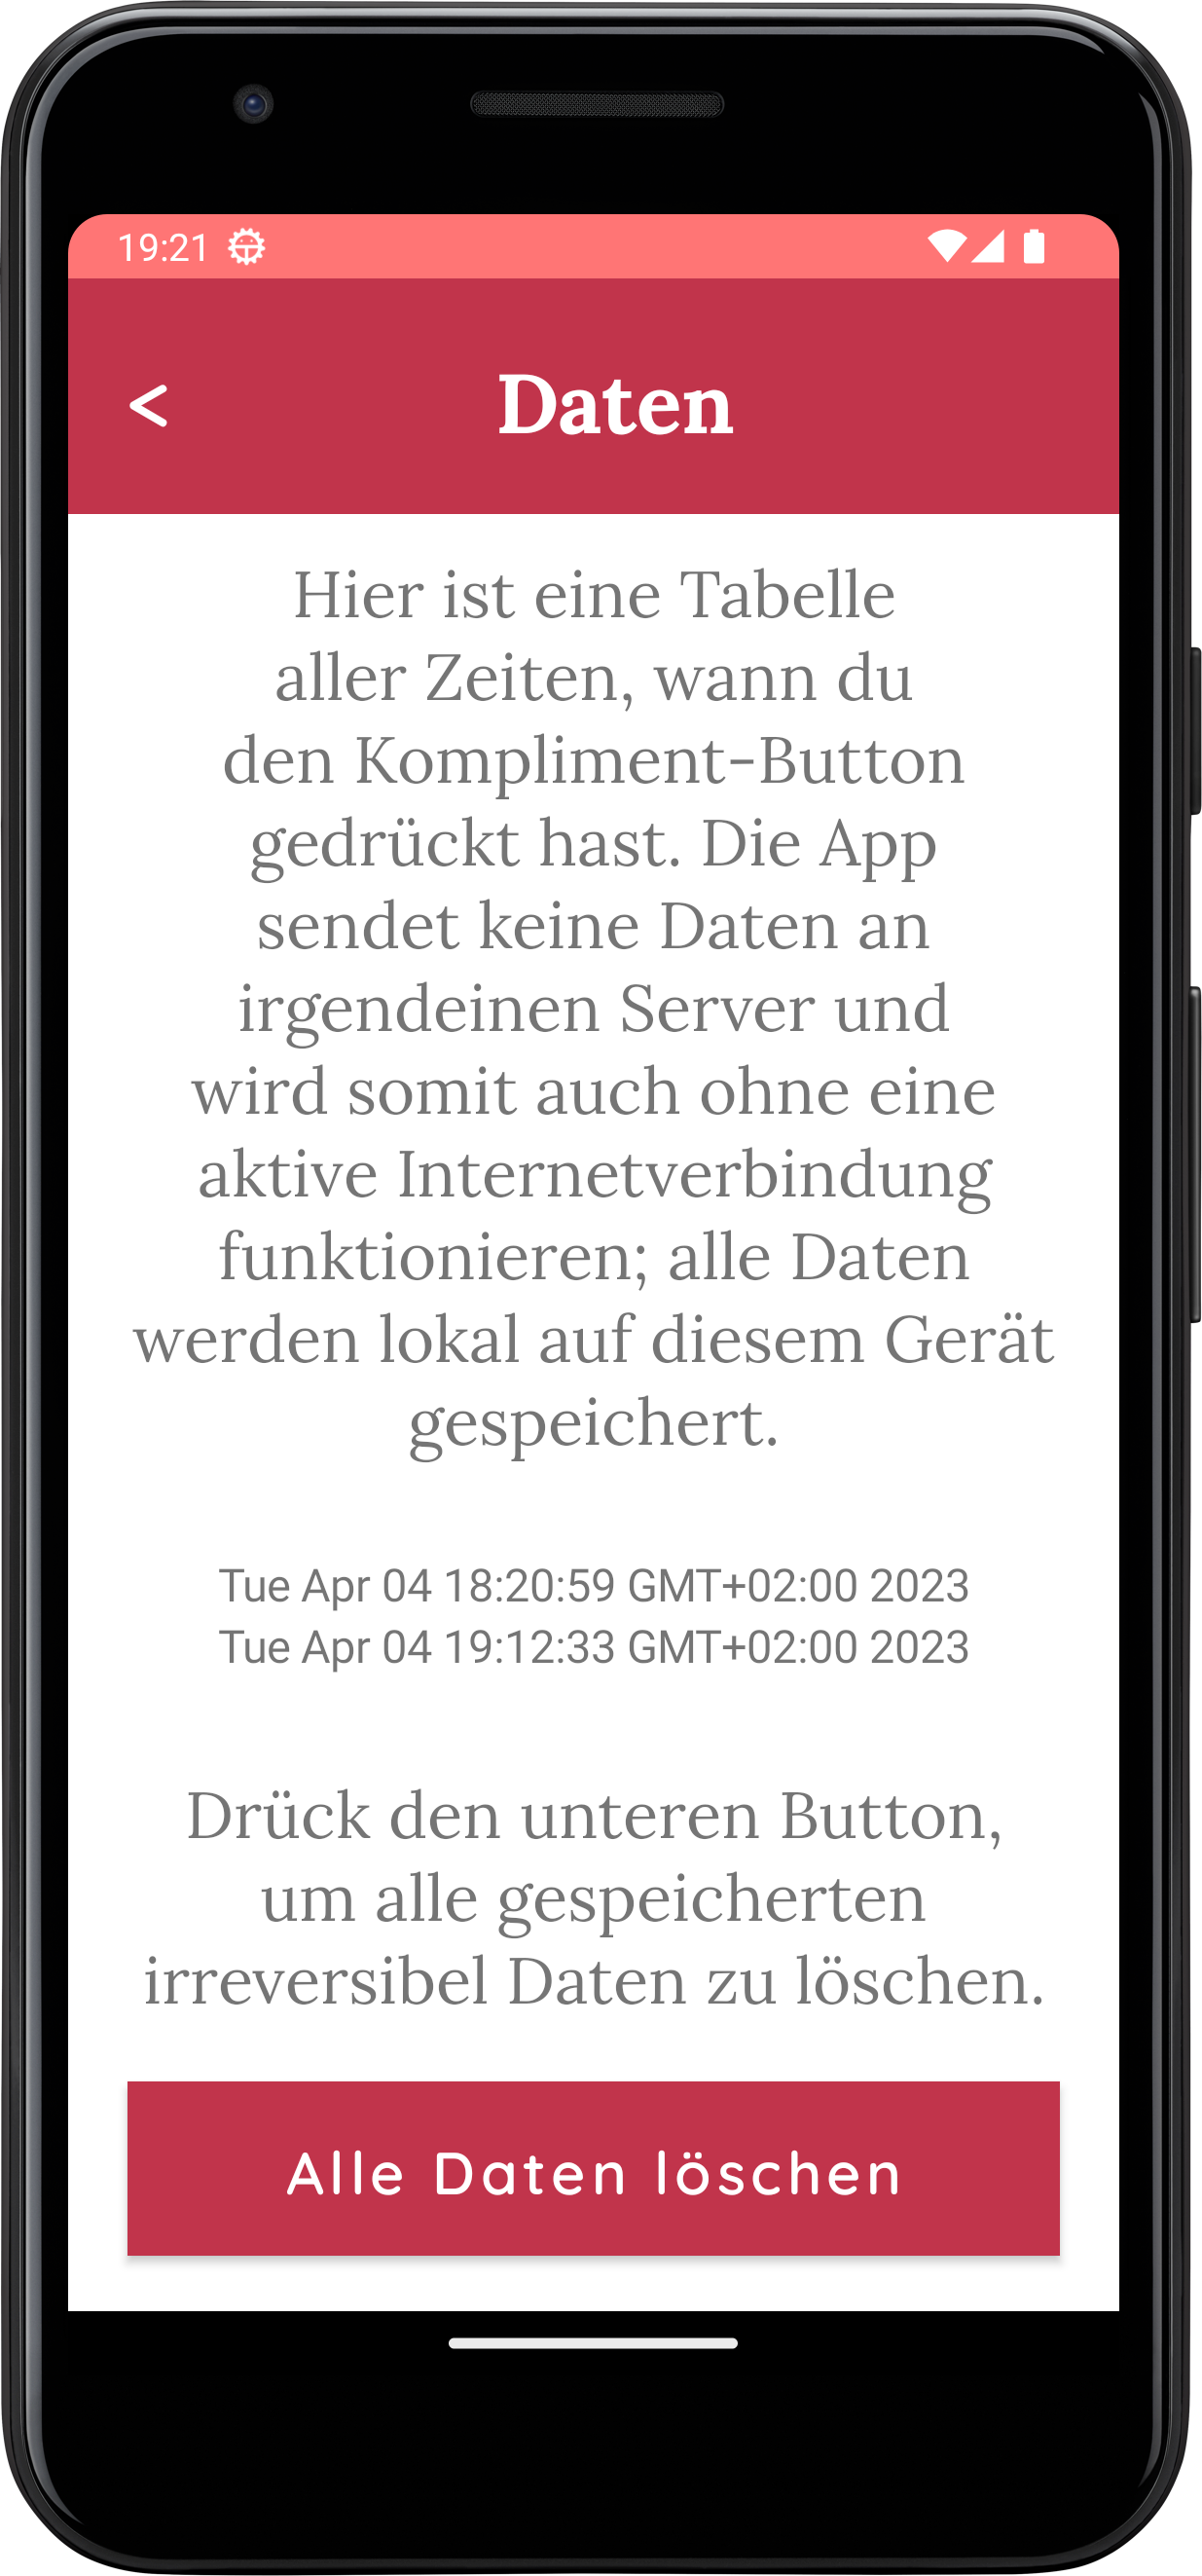 19:21
< Daten
Hier ist eine Tabelle
aller Zeiten, wann du
den Kompliment-Button
gedrückt hast. Die App
sendet keine Daten an
irgendeinen Server und
wird somit auch ohne eine
aktive Internetverbindung
funktionieren; alle Daten
werden lokal auf diesem Gerät
gespeichert.
Tue Apr 04 18:20:59 GMT+02:00 2023
Tue Apr 04 19:12:33 GMT+02:00 2023
Drück den unteren Button,
um alle gespeicherten
irreversibel Daten zu löschen.
Alle Daten löschen